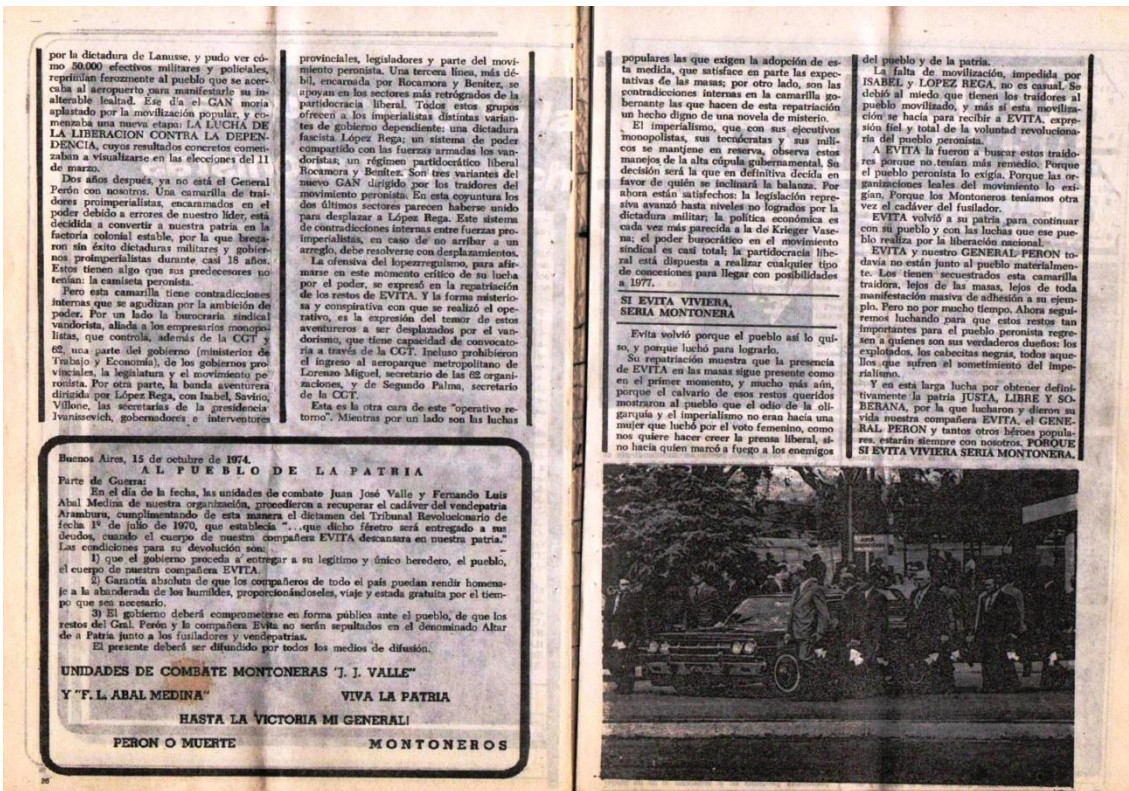 por la dictadura de Lanusse, y pudo ver có-
mo 50.000 efectivos militares y policiales,
reprimían ferozmente al pueblo que se acer-
caba al aeropuerto para manifestarle su in-
alterable lealtad. Ese día el GAN moría
aplastado por la movilización popular, y co-
menzaba una nueva etapa: LA LUCHA DE
LA LIBERACION CONTRA LA DEPEN-
DENCIA, cuyos resultados concretos comen-
zaban a visualizarse en las elecciones del 11
de marzo.
Dos años después, ya no está el General
Perón con nosotros. Una camarilla de trai-
dores proimperialistas, encaramados en el
poder debido a errores de nuestro líder, está
decidida a convertir a nuestra patria en la
factoría colonial estable, por la que brega-
ron sin éxito dictaduras militares y gobier-
nos proimperialistas durante casi 18 años.
Estos tienen algo que sus predecesores no
tenían: la camiseta peronista.
Pero esta camarilla tiene contradicciones
internas que se agudizan por la ambición de
poder. Por un lado la burocracia sindical
vandorista, aliada a los empresarios monopo-
listas, que controla, además de la CGT y
62, una parte del gobierno (ministerios de
Trabajo y Economía), de los gobiernos pro-
vinciales, la legislatura y el movimiento pe-
ronista. Por otra parte, la banda aventurera
dirigida por López Rega, con Isabel, Savino,
Villone, las secretarías de la presidencia
Ivanissevich, gobernadores e interventores
provinciales, legisladores y parte del movi-
miento peronista. Una tercera línea, más dé-
bil, encarnada por Rocamora y Benítez, se
apoyan en los sectores más retrógrados de la
partidocracia liberal. Todos estos grupos
ofrecen a los imperialistas distintas varian-
tes de gobierno dependiente: una dictadura
fascista López Rega; un sistema de poder
compartido con las fuerzas armadas los van-
doristas; un régimen partidocrático liberal
Rocamora y Benítez. Son tres variantes del
nuevo GAN dirigido por los traidores del
movimiento peronista. En esta coyuntura los
dos últimos sectores parecen haberse unido
para desplazar a López Rega. Este sistema
de contradicciones internas entre fuerzas pro-
imperialistas, en caso de no arribar a un
arreglo, debe resolverse con desplazamientos.
La ofensiva del lopezrreguismo, para afir-
marse en este momento crítico de su lucha
por el poder, se expresó en la repatriación
de los restos de EVITA. Y la forma misterio-
sa y conspirativa con que se realizó el ope-
rativo, es la expresión del temor de estos
aventureros a ser desplazados por el van-
dorismo, que tiene capacidad de convocato-
ria a través de la CGT. Incluso prohibieron
el ingreso al aeroparque metropolitano de
Lorenzo Miguel, secretario de las 62 organi-
zaciones, y de Segundo Palma, secretario
de la CGT.
Esta es la otra cara de este "operativo re-
torno". Mientras por un lado son las luchas
Buenos Aires, 15 de octubre de 1974.
AL PUEBLO DE LA PATRIA
Parte de Guerra:
En el día de la fecha, las unidades de combate Juan José Valle y Fernando Luis
Abal Medina de nuestra organización, procedieron a recuperar el cadáver del vendepatria
Aramburu, cumplimentando de esta manera el dictamen del Tribunal Revolucionario de
fecha 1º de julio de 1970, que establecía "...que dicho féretro será entregado a sus
deudos, cuando el cuerpo de nuestra compañera EVITA descansara en nuestra patria."
Las condiciones para su devolución son:
1) que el gobierno proceda a entregar a su legítimo y único heredero, el pueblo,
el cuerpo de nuestra compañera EVITA.
2) Garantía absoluta de que los compañeros de todo el país puedan rendir homena-
je a la abanderada de los humildes, proporcionándoseles, viaje y estada gratuita por el tiem-
po que sea necesario.
3) El gobierno deberá comprometerse en forma pública ante el pueblo, de que los
restos del Gral. Perón y la compañera Evita no serán sepultados en el denominado Altar
de a Patria junto a los fusiladores y vendepatrias.
El presente deberá ser difundido por todos los medios de difusión.
UNIDADES DE COMBATE MONTONERAS "J. J. VALLE"
Y "F. L. ABAL MEDINA" VIVA LA PATRIA
HASTA LA VICTORIA MI GENERAL!
PERON O MUERTE MONTONEROS
26
populares las que exigen la adopción de es-
ta medida, que satisface en parte las expec-
tativas de las masas; por otro lado, son las
contradicciones internas en la camarilla go-
bernante las que hacen de esta repatriación
un hecho digno de una novela de misterio.
El imperialismo, que con sus ejecutivos
monopolistas, sus tecnócratas y sus mili-
cos se mantiene en reserva, observa estos
manejos de la alta cúpula gubernamental. Su
decisión será la que en definitiva decida en
favor de quién se inclinará la balanza. Por
ahora están satisfechos: la legislación repre-
siva avanzó hasta niveles no logrados por la
dictadura militar; la política económica es
cada vez más parecida a la de Krieger Vase-
na; el poder burocrático en el movimiento
sindical es casi total; la partidocracia libe-
ral está dispuesta a realizar cualquier tipo
de concesiones para llegar con posibilidades
a 1977.
SI EVITA VIVIERA,
SERIA MONTONERA
Evita volvió porque el pueblo así lo qui-
so, y porque luchó para lograrlo.
Su repatriación muestra que la presencia
de EVITA en las masas sigue presente como
en el primer momento, y mucho más aún,
porque el calvario de esos restos queridos
mostraron al pueblo que el odio de la oli-
garquía y el imperialismo no era hacia una
mujer que luchó por el voto femenino, como
nos quiere hacer creer la prensa liberal, si-
no hacia quien marcó a fuego a los enemigos
del pueblo y de la patria.
La falta de movilización, impedida por
ISABEL y LOPEZ REGA, no es casual. Se
debió al miedo que tienen los traidores al
pueblo movilizado, y más si esta moviliza-
ción se hacía para recibir a EVITA, expre-
sión fiel y total de la voluntad revoluciona-
ria del pueblo peronista.
A EVITA la fueron a buscar estos traido-
res porque no tenían más remedio. Porque
el pueblo peronista lo exigía. Porque las or-
ganizaciones leales del movimiento lo exi-
gían. Porque los Montoneros teníamos otra
vez el cadáver del fusilador.
EVITA volvió a su patria para continuar
con su pueblo y con las luchas que ese pue-
blo realiza por la liberación nacional.
EVITA y nuestro GENERAL PERON to-
davía no están junto al pueblo materialmen-
te. Los tienen secuestrados esta camarilla
traidora, lejos de las masas, lejos de toda
manifestación masiva de adhesión a su ejem-
plo. Pero no por mucho tiempo. Ahora segui-
remos luchando para que estos restos tan
importantes para el pueblo peronista regre-
sen a quienes son sus verdaderos dueños: los
explotados, los cabecitas negras, todos aque-
llos que sufren el sometimiento del impe-
rialismo.
Y en esta larga lucha por obtener defini-
tivamente la patria JUSTA, LIBRE Y SO-
BERANA, por la que lucharon y dieron su
vida nuestra compañera EVITA, el GENE-
RAL PERON y tantos otros héroes popula-
res, estarán siempre con nosotros. PORQUE
SI EVITA VIVIERA SERIA MONTONERA.